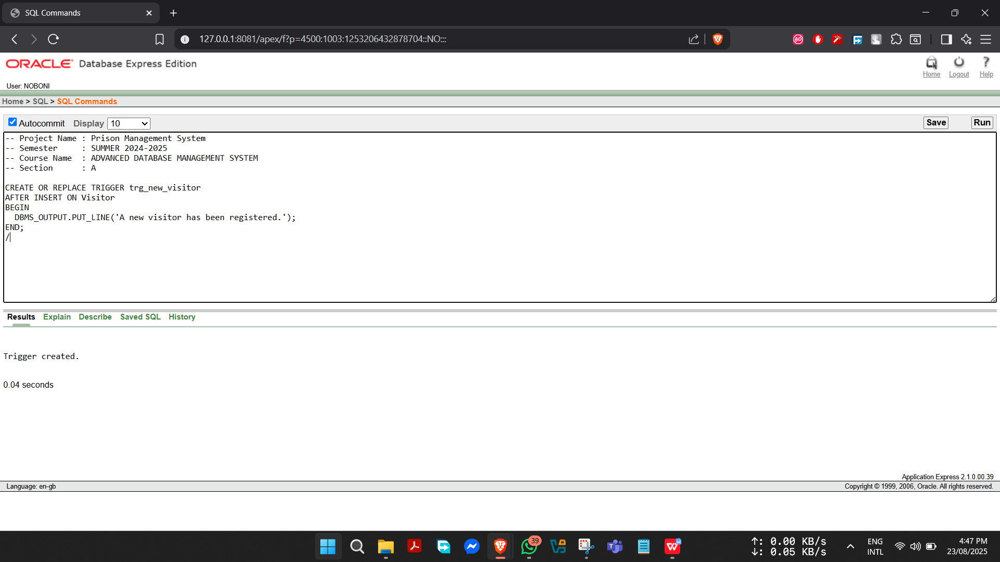 SQL Commands
127.0.0.1:8081/apex/f?p=4500:1003:1253206432878704::NO:::
ORACLE Database Express Edition
Home Logout Help
User: NOBONI
Home > SQL > SQL Commands
Autocommit Display 10 Save Run
-- Project Name : Prison Management System
-- Semester     : SUMMER 2024-2025
-- Course Name  : ADVANCED DATABASE MANAGEMENT SYSTEM
-- Section      : A
CREATE OR REPLACE TRIGGER trg_new_visitor
AFTER INSERT ON Visitor
BEGIN
  DBMS_OUTPUT.PUT_LINE('A new visitor has been registered.');
END;
/
Results Explain Describe Saved SQL History
Trigger created.
0.04 seconds
Application Express 2.1.0.00.39
Language: en-gb Copyright © 1999, 2006, Oracle. All rights reserved.
39
↑: 0.00 KB/s
↓: 0.05 KB/s
ENG
INTL
4:47 PM
23/08/2025